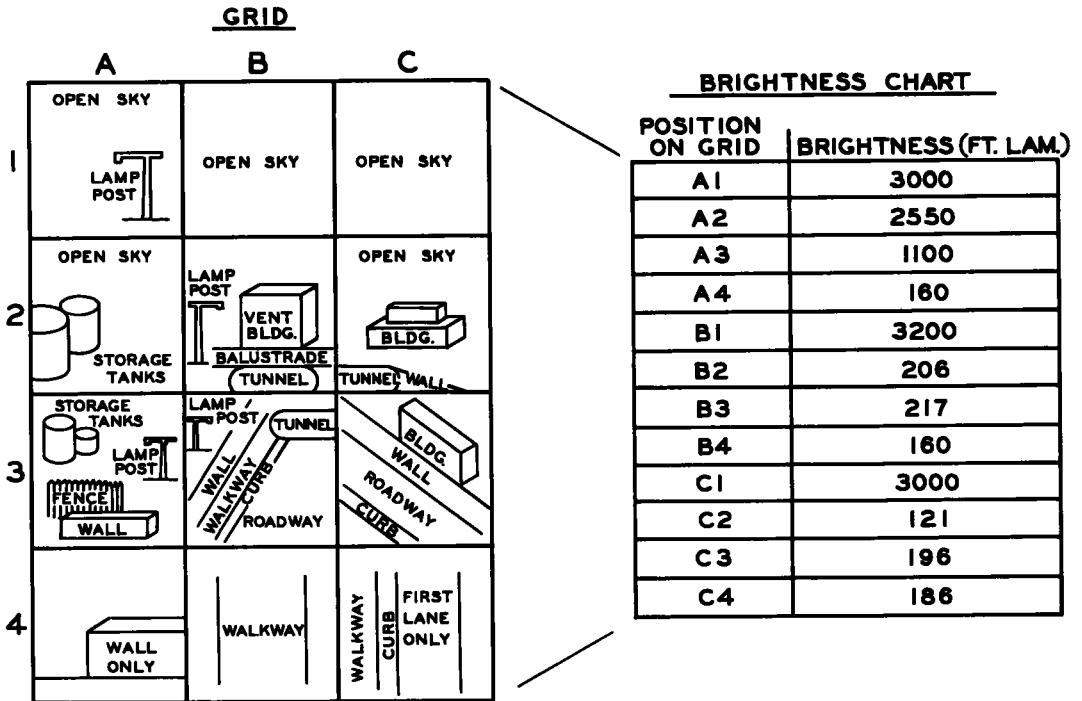 GRID
A B C
1
OPEN SKY
LAMP
POST
OPEN SKY
OPEN SKY
2
OPEN SKY
STORAGE
TANKS
LAMP
POST
VENT
BLDG.
BALUSTRADE
TUNNEL
OPEN SKY
BLDG.
TUNNEL WALL
3
STORAGE
TANKS
LAMP
POST
FENCE
WALL
LAMP
POST
TUNNEL
WALL
WALKWAY
CURB
ROADWAY
BLDG.
WALL
ROADWAY
CURB
4
WALL
ONLY
WALKWAY
WALKWAY
CURB
FIRST
LANE
ONLY
BRIGHTNESS CHART
POSITION
ON GRID BRIGHTNESS (FT. LAM.)
A1 3000
A2 2550
A3 1100
A4 160
B1 3200
B2 206
B3 217
B4 160
C1 3000
C2 121
C3 196
C4 186